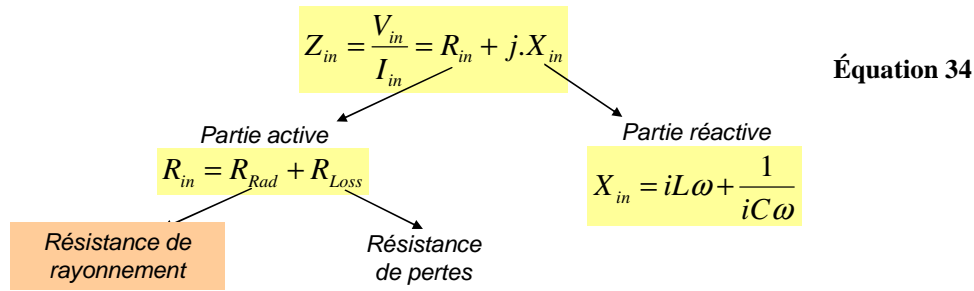 Z_in = V_in / I_in = R_in + j.X_in
Équation 34
Partie active
R_in = R_Rad + R_Loss
Partie réactive
X_in = iLω + 1 / iCω
Résistance de
rayonnement
Résistance
de pertes